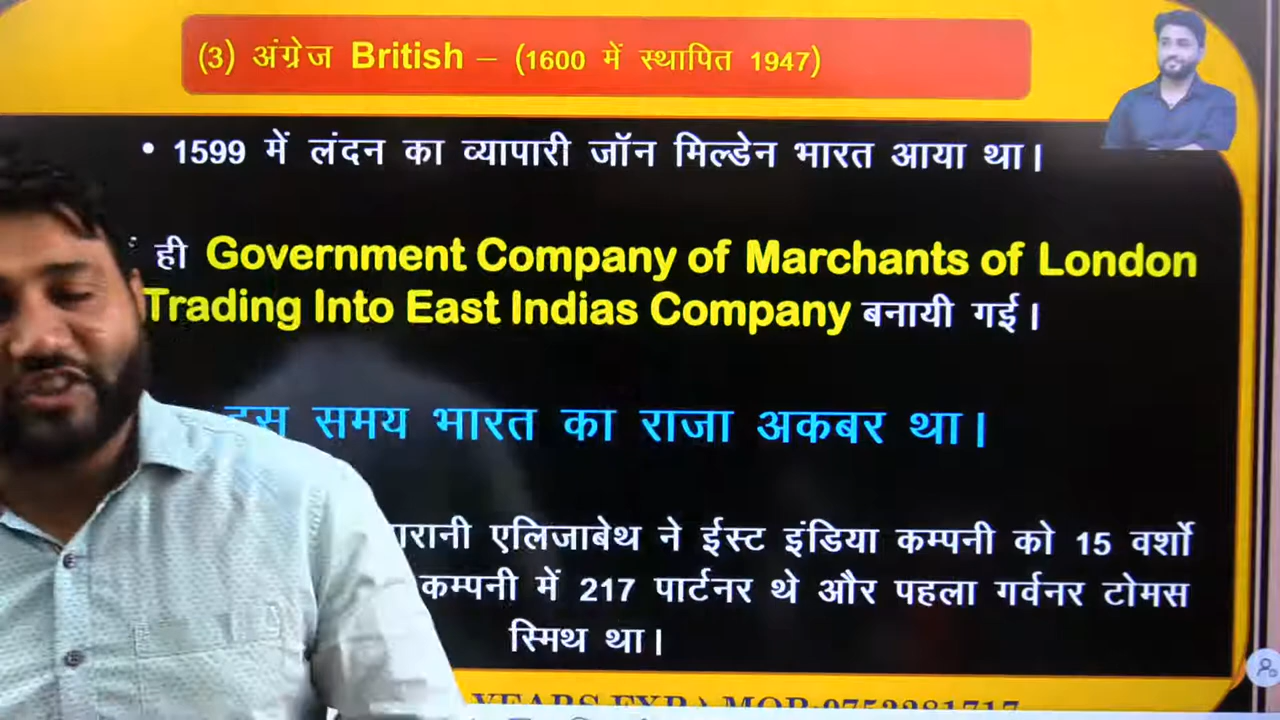 (3) अंग्रेज British – (1600 में स्थापित 1947)
• 1599 में लंदन का व्यापारी जॉन मिल्डेन भारत आया था।
ही Government Company of Marchants of London
Trading Into East Indias Company बनायी गई।
इस समय भारत का राजा अकबर था।
एलिजाबेथ ने ईस्ट इंडिया कम्पनी को 15 वर्शो
कम्पनी में 217 पार्टनर थे और पहला गर्वनर टोमस
स्मिथ था।